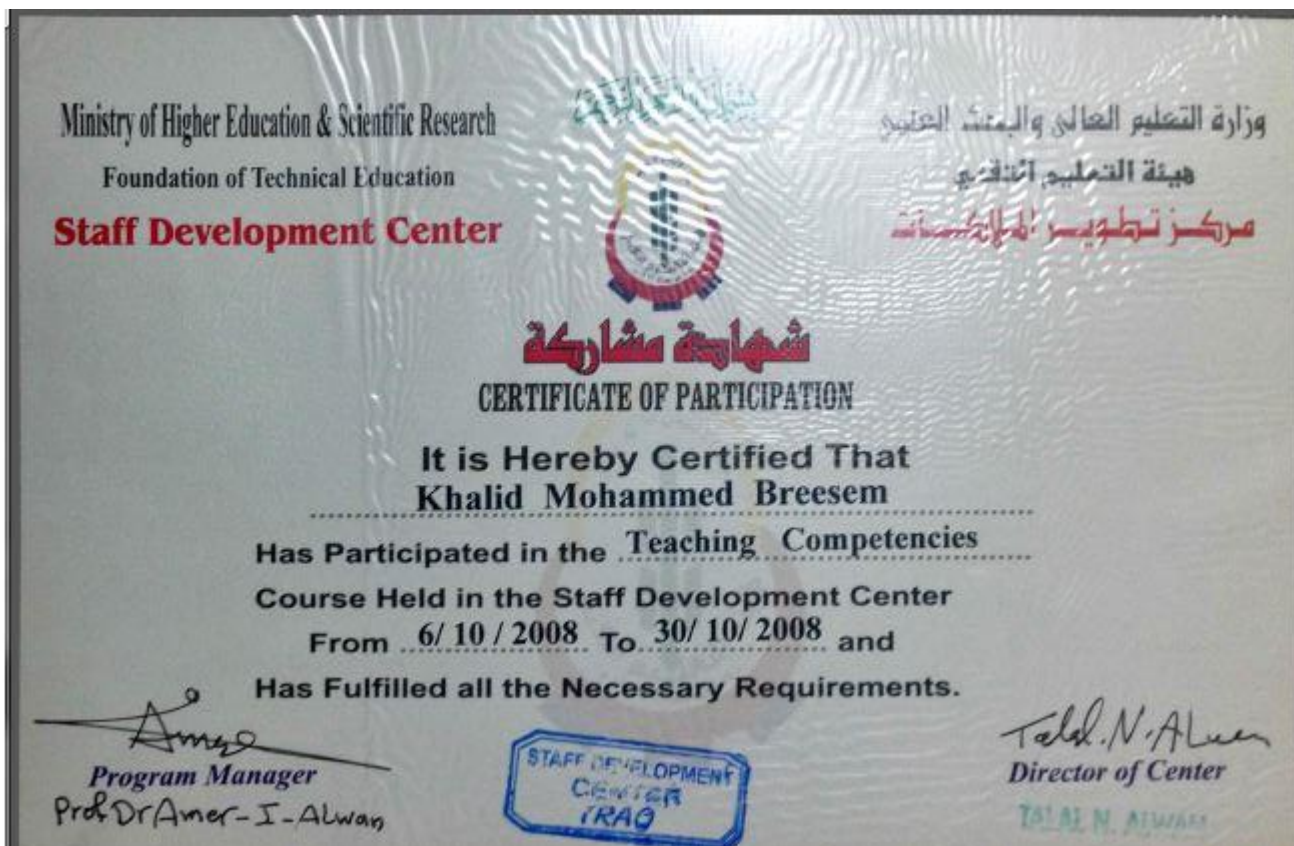 Ministry of Higher Education & Scientific Research
Foundation of Technical Education
Staff Development Center
وزارة التعليم العالي والبحث العلمي
هيئة التعليم التقني
مركز تطوير الملاكات
شهادة مشاركة
CERTIFICATE OF PARTICIPATION
It is Hereby Certified That
Khalid Mohammed Breesem
Has Participated in the Teaching Competencies
Course Held in the Staff Development Center
From 6/ 10 / 2008 To 30/ 10/ 2008 and
Has Fulfilled all the Necessary Requirements.
Amer
Program Manager
Prof Dr Amer-I-Alwan
STAFF DEVELOPMENT
CENTER
IRAQ
Talal.N.Alwan
Director of Center
TALAL N. ALWAN